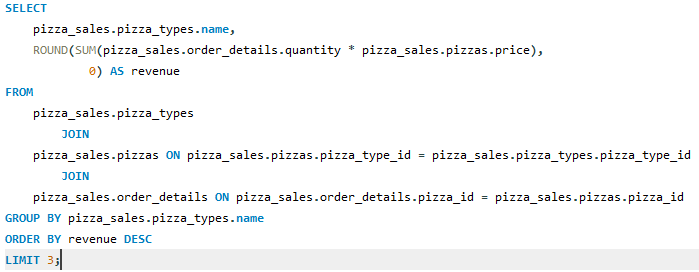 SELECT
    pizza_sales.pizza_types.name,
    ROUND(SUM(pizza_sales.order_details.quantity * pizza_sales.pizzas.price),
            0) AS revenue
FROM
    pizza_sales.pizza_types
        JOIN
    pizza_sales.pizzas ON pizza_sales.pizzas.pizza_type_id = pizza_sales.pizza_types.pizza_type_id
        JOIN
    pizza_sales.order_details ON pizza_sales.order_details.pizza_id = pizza_sales.pizzas.pizza_id
GROUP BY pizza_sales.pizza_types.name
ORDER BY revenue DESC
LIMIT 3;